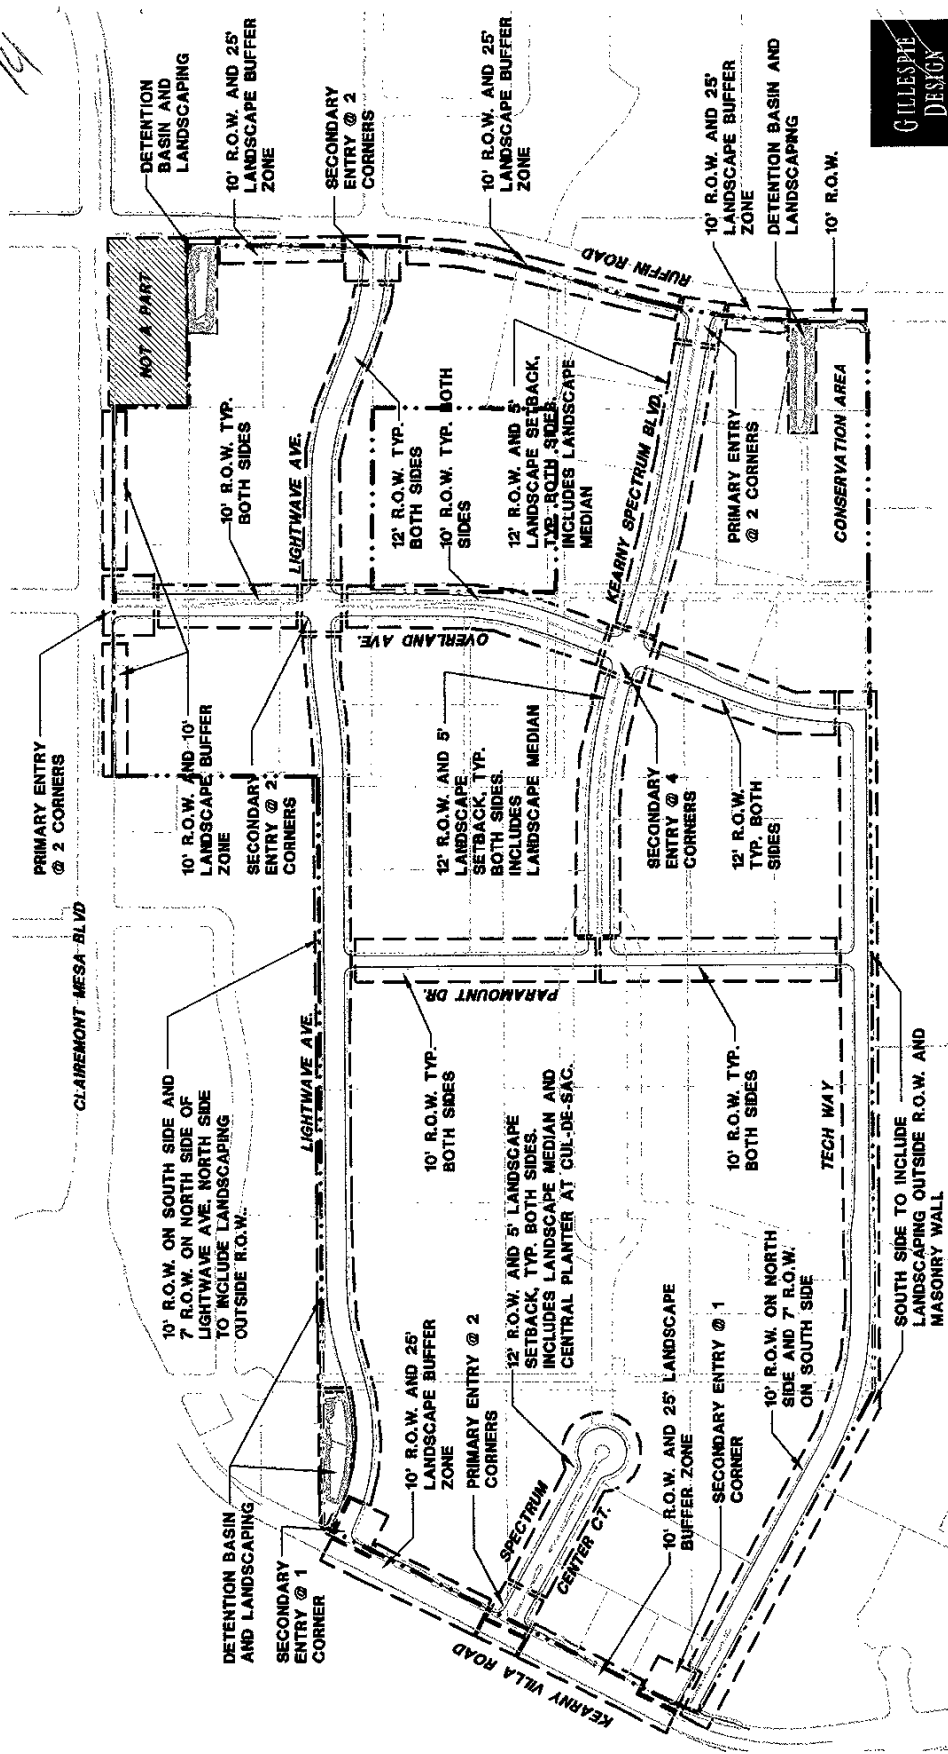 14
PRIMARY ENTRY
@ 2 CORNERS
DETENTION
BASIN AND
LANDSCAPING
10' R.O.W. AND 25'
LANDSCAPE BUFFER
ZONE
SECONDARY
ENTRY @ 2
CORNERS
10' R.O.W. AND 25'
LANDSCAPE BUFFER
ZONE
10' R.O.W. AND 25'
LANDSCAPE BUFFER
ZONE
DETENTION BASIN AND
LANDSCAPING
10' R.O.W.
GILLESPIE
DESIGN
NOT A PART
RUFFIN ROAD
10' R.O.W. TYP.
BOTH SIDES
LIGHTWAVE AVE.
12' R.O.W. TYP.
BOTH SIDES
10' R.O.W. TYP. BOTH
SIDES
12' R.O.W. AND 5'
LANDSCAPE SETBACK,
TYP. BOTH SIDES.
INCLUDES LANDSCAPE
MEDIAN
KEARNY SPECTRUM BLVD.
PRIMARY ENTRY
@ 2 CORNERS
CONSERVATION AREA
OVERLAND AVE.
CLAIREMONT MESA BLVD
10' R.O.W. AND 10'
LANDSCAPE BUFFER
ZONE
SECONDARY
ENTRY @ 2
CORNERS
12' R.O.W. AND 5'
LANDSCAPE
SETBACK, TYP.
BOTH SIDES.
INCLUDES
LANDSCAPE MEDIAN
SECONDARY
ENTRY @ 4
CORNERS
12' R.O.W.
TYP. BOTH
SIDES
10' R.O.W. ON SOUTH SIDE AND
7' R.O.W. ON NORTH SIDE OF
LIGHTWAVE AVE. NORTH SIDE
TO INCLUDE LANDSCAPING
OUTSIDE R.O.W.
LIGHTWAVE AVE.
PARAMOUNT DR.
10' R.O.W. TYP.
BOTH SIDES
10' R.O.W. TYP.
BOTH SIDES
TECH WAY
12' R.O.W. AND 5' LANDSCAPE
SETBACK, TYP. BOTH SIDES.
INCLUDES LANDSCAPE MEDIAN AND
CENTRAL PLANTER AT CUL-DE-SAC.
SOUTH SIDE TO INCLUDE
LANDSCAPING OUTSIDE R.O.W. AND
MASONRY WALL
DETENTION BASIN
AND LANDSCAPING
SECONDARY
ENTRY @ 1
CORNER
10' R.O.W. AND 25'
LANDSCAPE BUFFER
ZONE
PRIMARY ENTRY @ 2
CORNERS
SPECTRUM
CENTER CT.
10' R.O.W. AND 25' LANDSCAPE
BUFFER ZONE
SECONDARY ENTRY @ 1
CORNER
10' R.O.W. ON NORTH
SIDE AND 7' R.O.W.
ON SOUTH SIDE
KEARNY VILLA ROAD